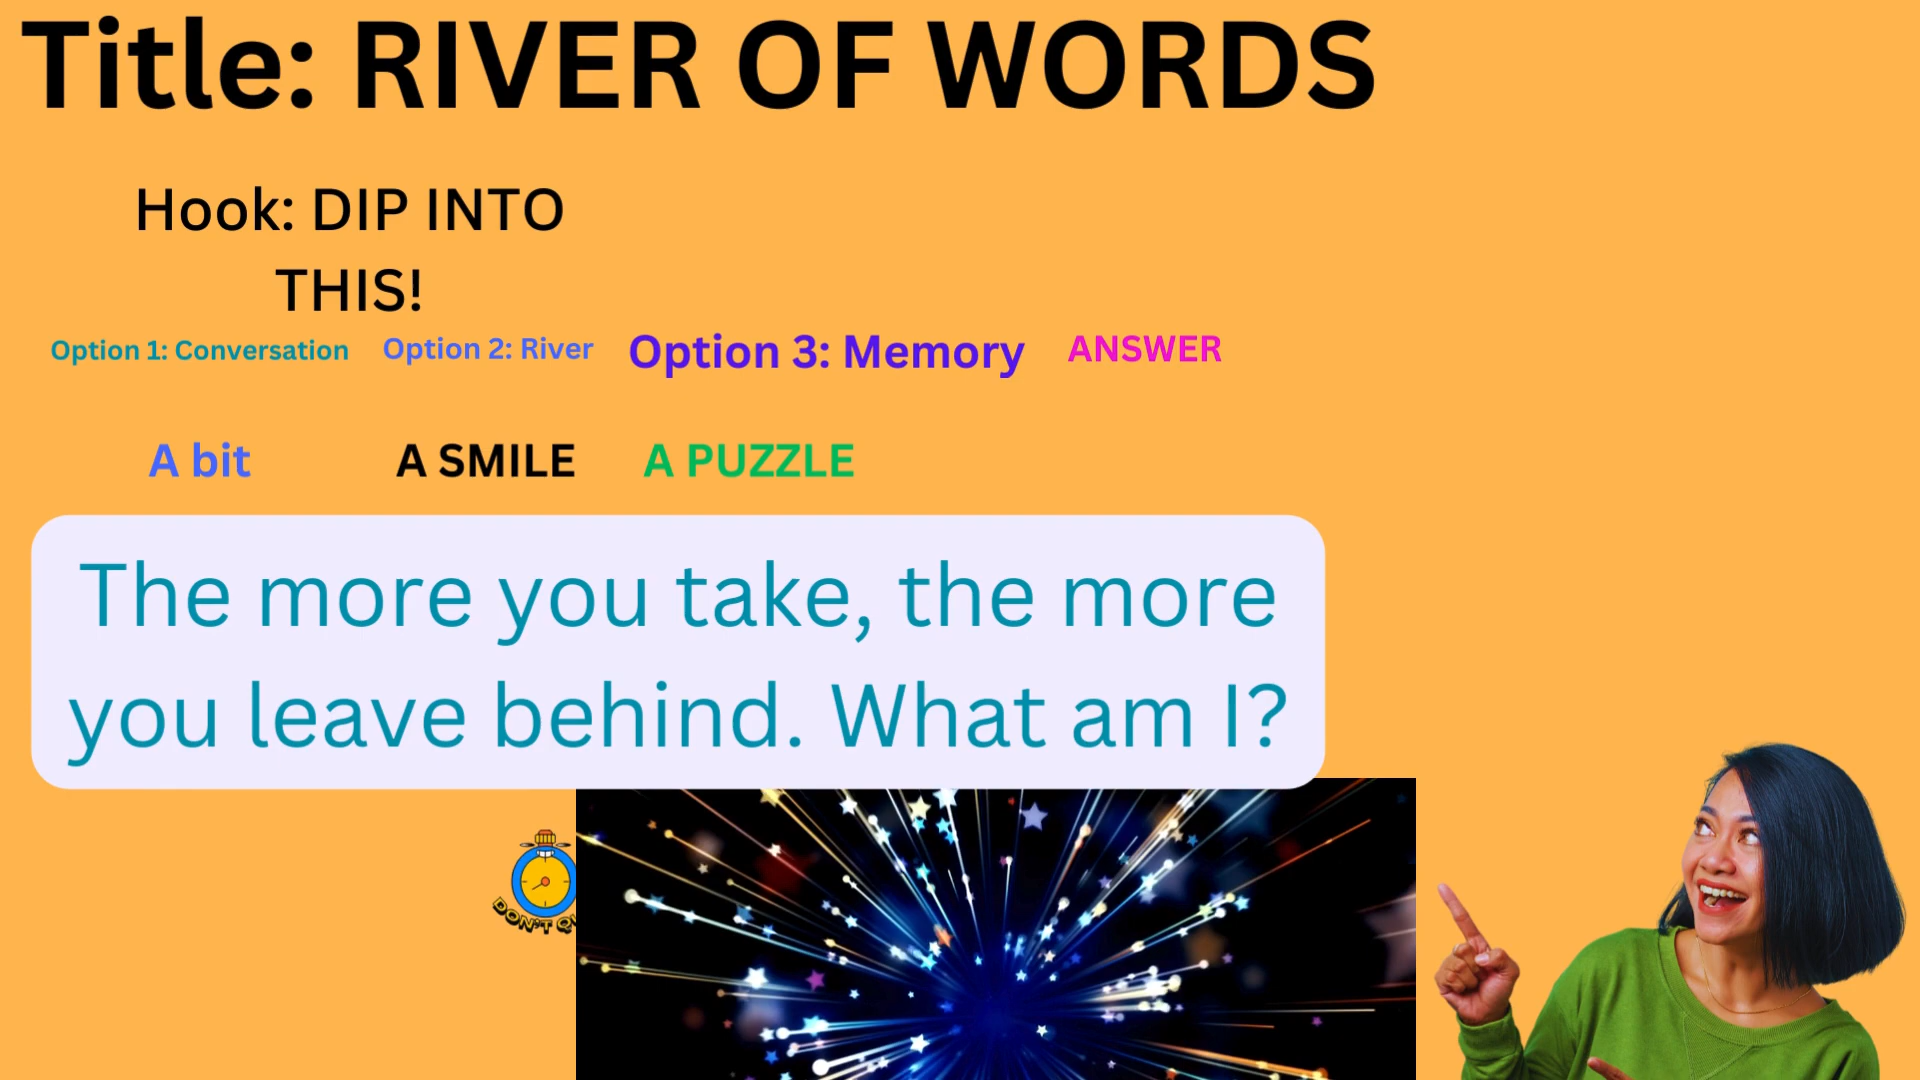 Title: RIVER OF WORDS
Hook: DIP INTO
THIS!
Option 1: Conversation
Option 2: River
Option 3: Memory
ANSWER
A bit
A SMILE
A PUZZLE
The more you take, the more
you leave behind. What am I?
DON'T